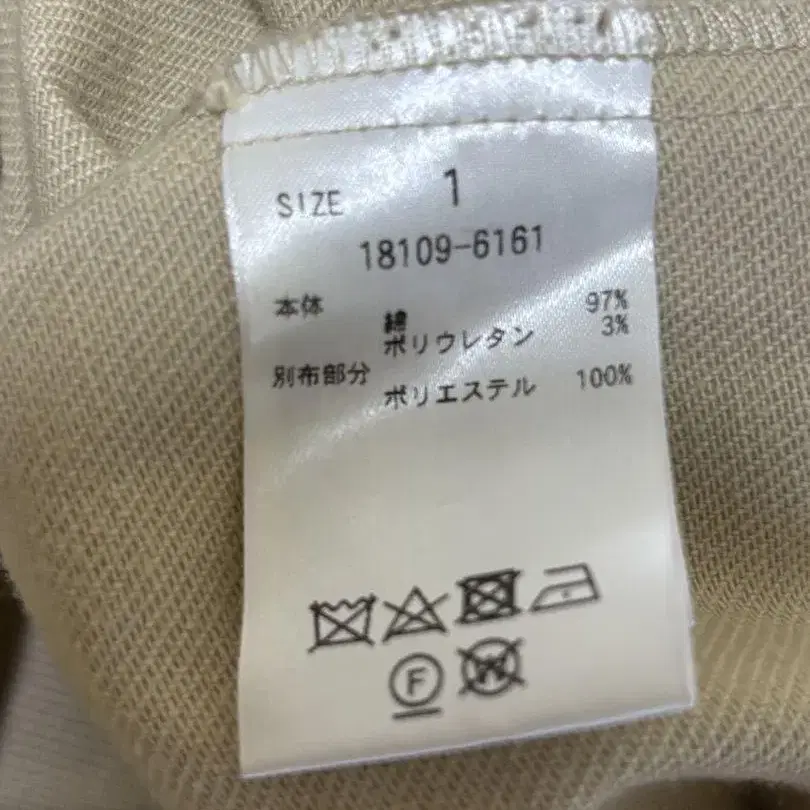 SIZE 1
18109-6161
本体 綿 97%
ポリウレタン 3%
別布部分
ポリエステル 100%
F
W